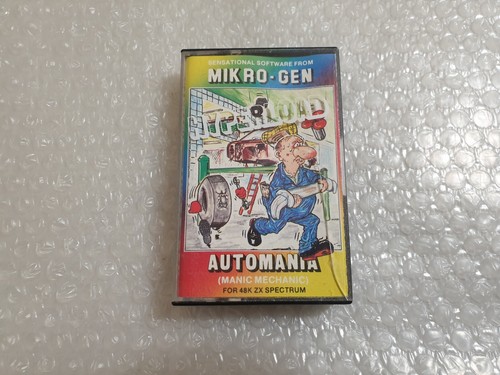 SENSATIONAL SOFTWARE FROM
MIKRO-GEN
AUTOMANIA
(MANIC MECHANIC)
FOR 48K ZX SPECTRUM